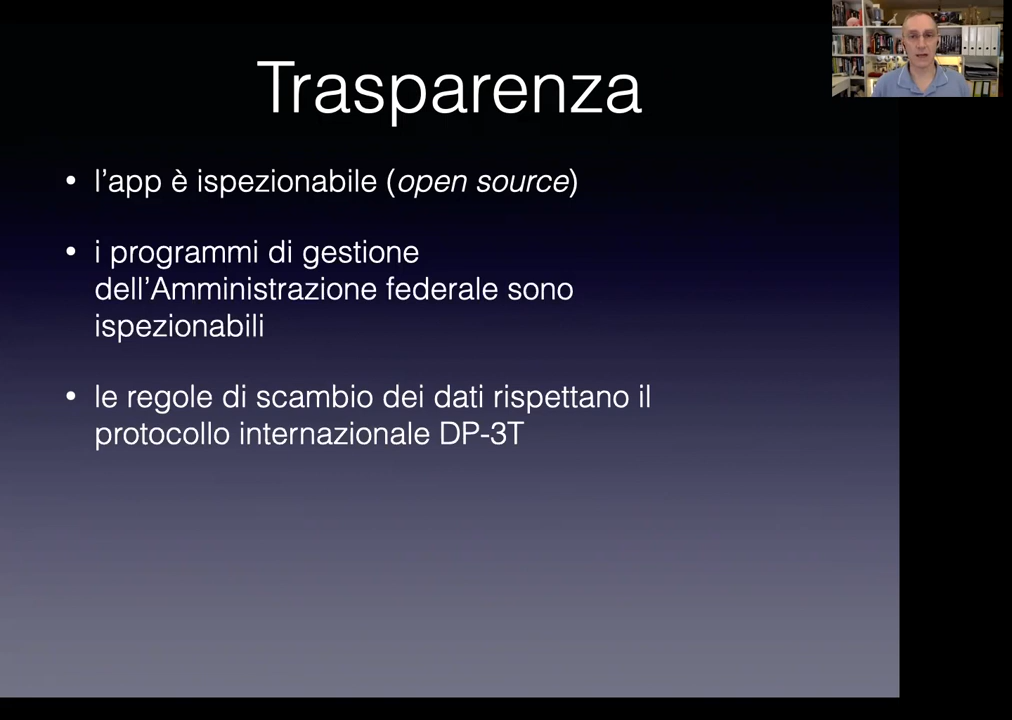 Trasparenza
• l’app è ispezionabile (open source)
• i programmi di gestione
dell’Amministrazione federale sono
ispezionabili
• le regole di scambio dei dati rispettano il
protocollo internazionale DP-3T